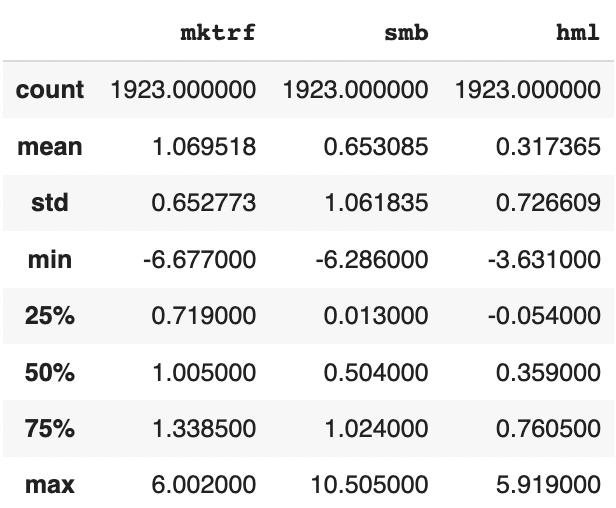 mktrf smb hml
count 1923.000000 1923.000000 1923.000000
mean 1.069518 0.653085 0.317365
std 0.652773 1.061835 0.726609
min -6.677000 -6.286000 -3.631000
25% 0.719000 0.013000 -0.054000
50% 1.005000 0.504000 0.359000
75% 1.338500 1.024000 0.760500
max 6.002000 10.505000 5.919000